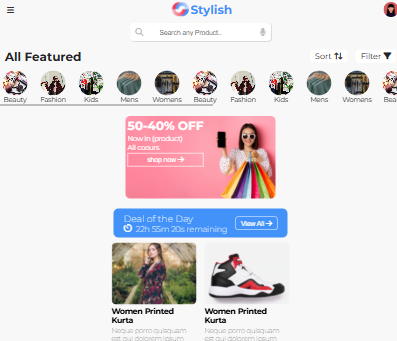 Stylish
Search any Product..
All Featured
Sort
Filter
Beauty
Fashion
Kids
Mens
Womens
Beauty
Fashion
Kids
Mens
Womens
Bea
50-40% OFF
Now in (product)
All coours
shop now
Deal of the Day
22h 55m 20s remaining
View All
Women Printed
Kurta
Neque porro quisquam
est qui dolorem ipsum
Women Printed
Kurta
Neque porro quisquam
est qui dolorem ipsum